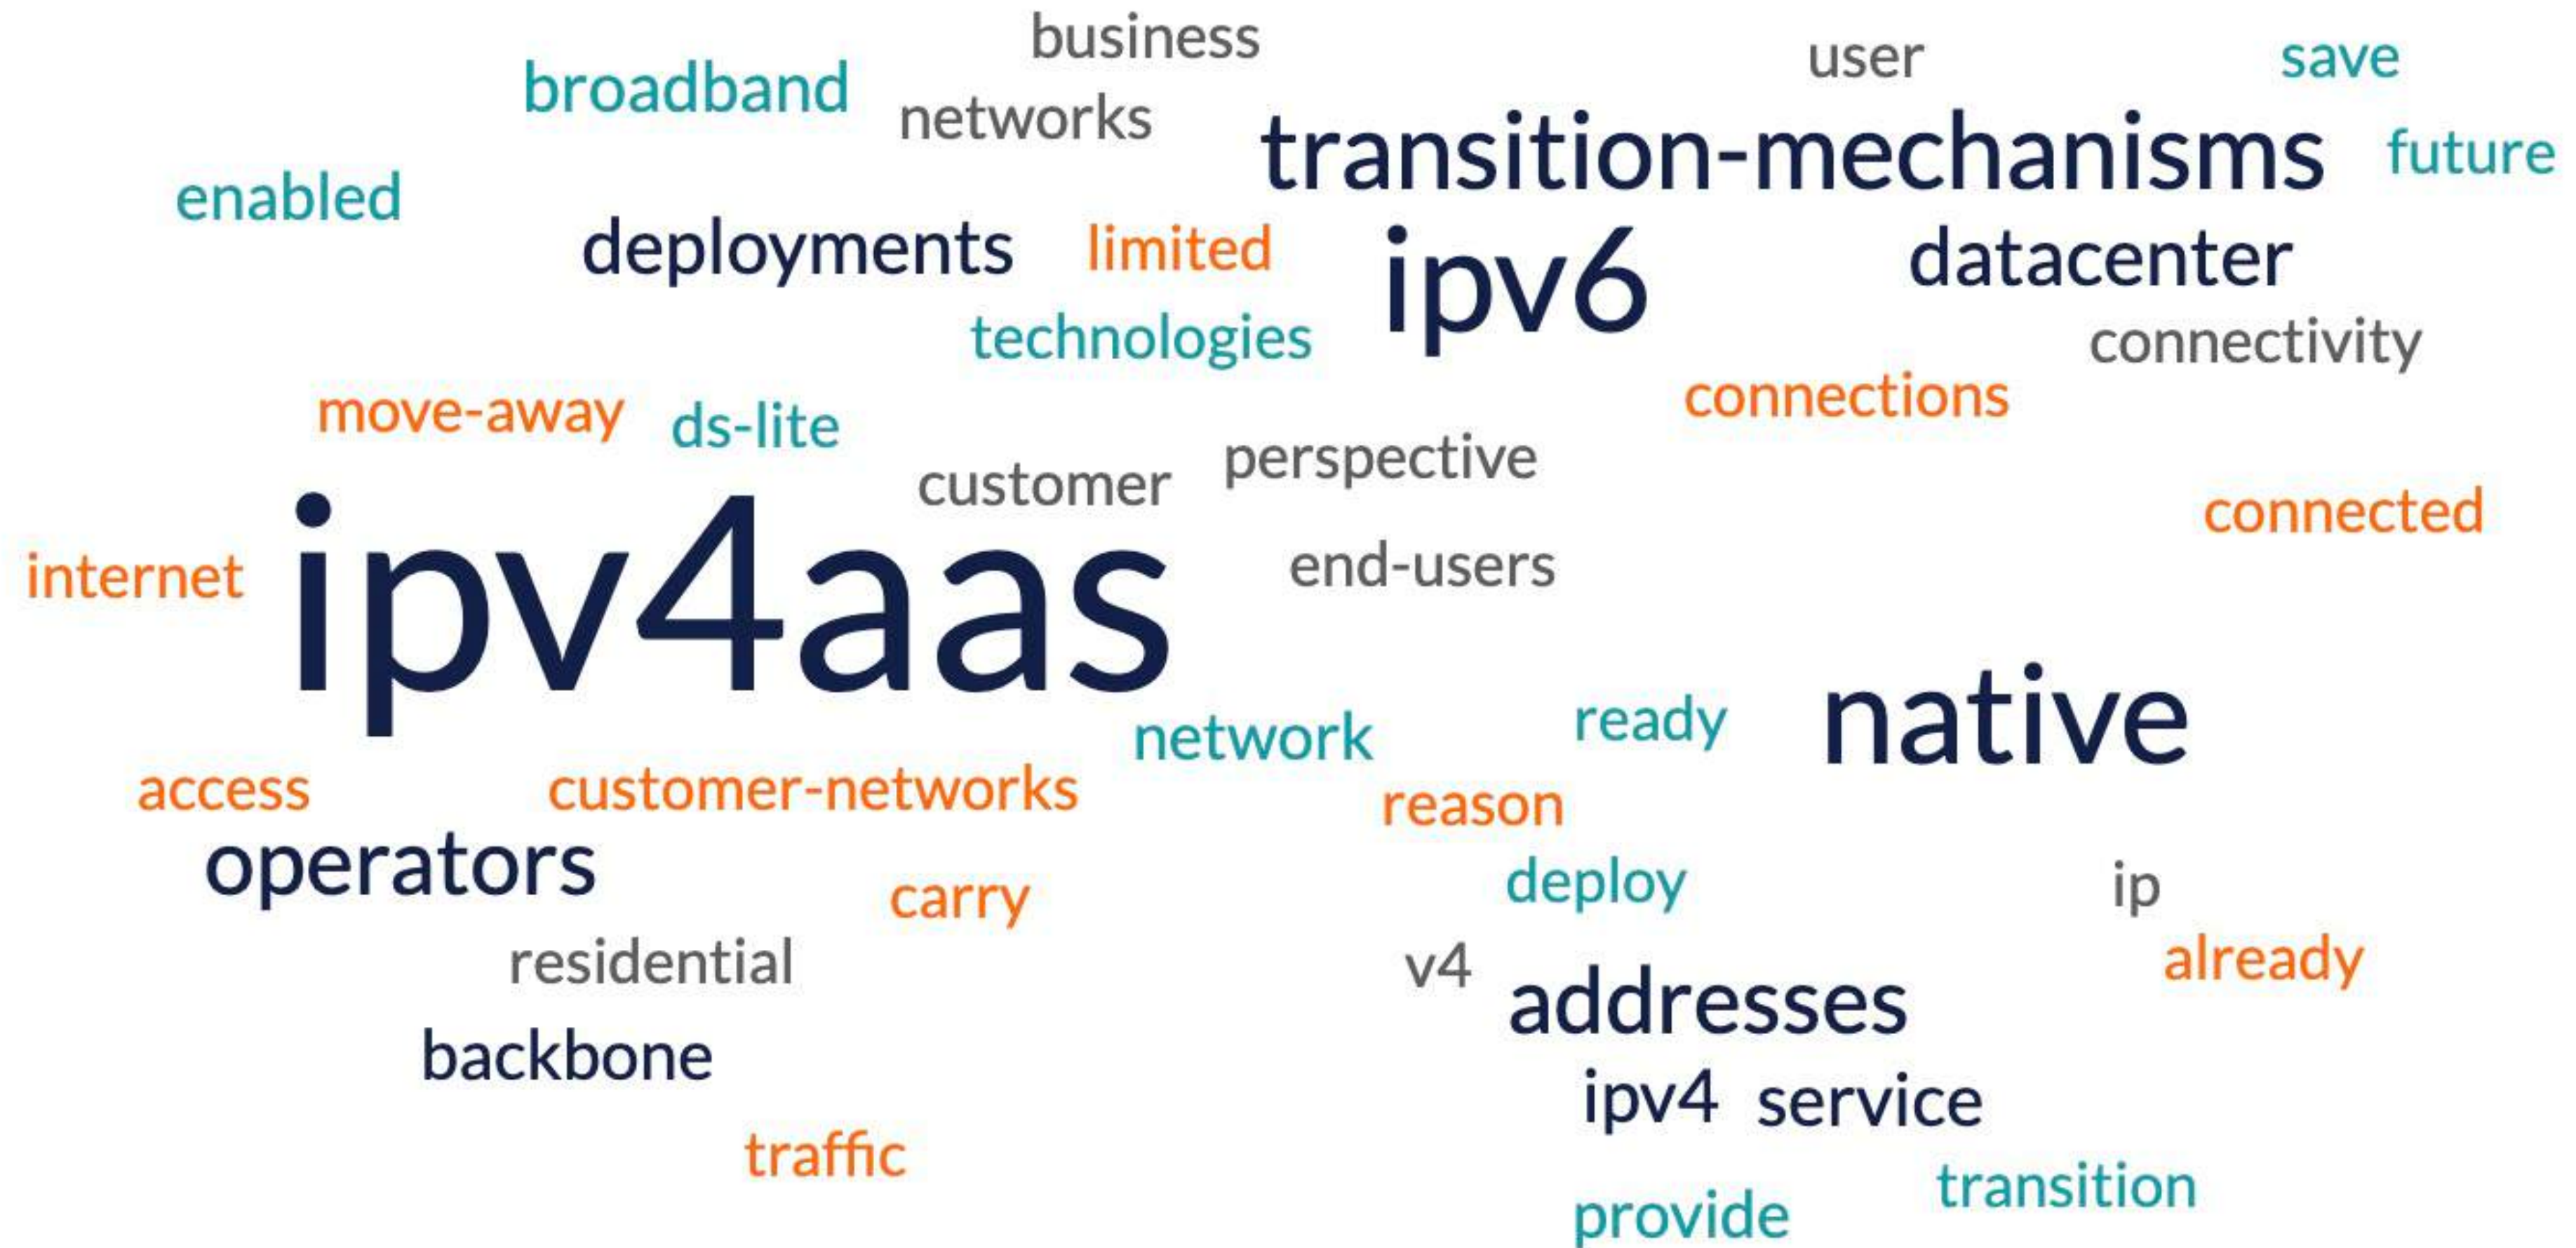 business
user
save
broadband
networks
transition-mechanisms
future
enabled
deployments
limited
ipv6
datacenter
technologies
connectivity
move-away
ds-lite
connections
customer
perspective
connected
internet
ipv4aas
end-users
network
ready
native
access
customer-networks
reason
operators
carry
deploy
ip
residential
v4
addresses
already
backbone
ipv4
service
traffic
transition
provide